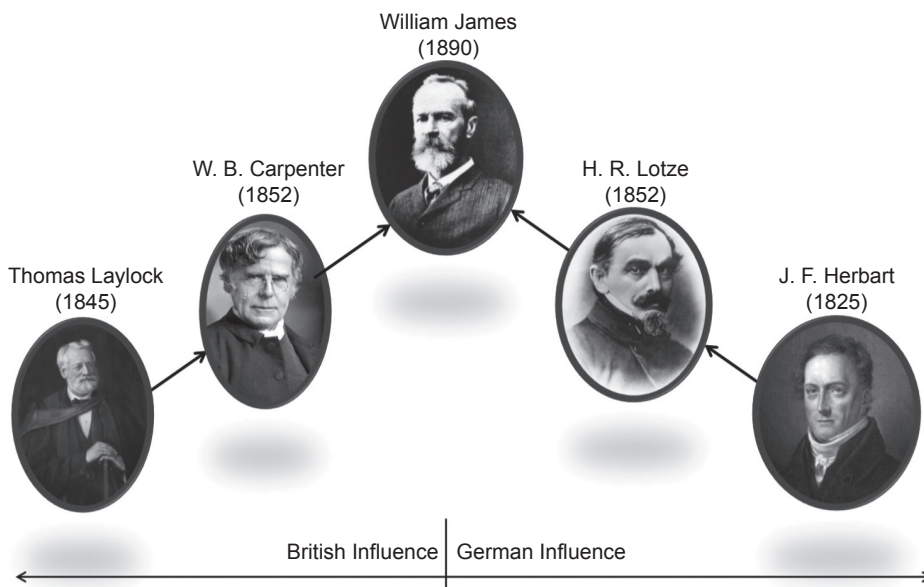 William James
(1890)
W. B. Carpenter
(1852)
H. R. Lotze
(1852)
Thomas Laylock
(1845)
J. F. Herbart
(1825)
British Influence
German Influence